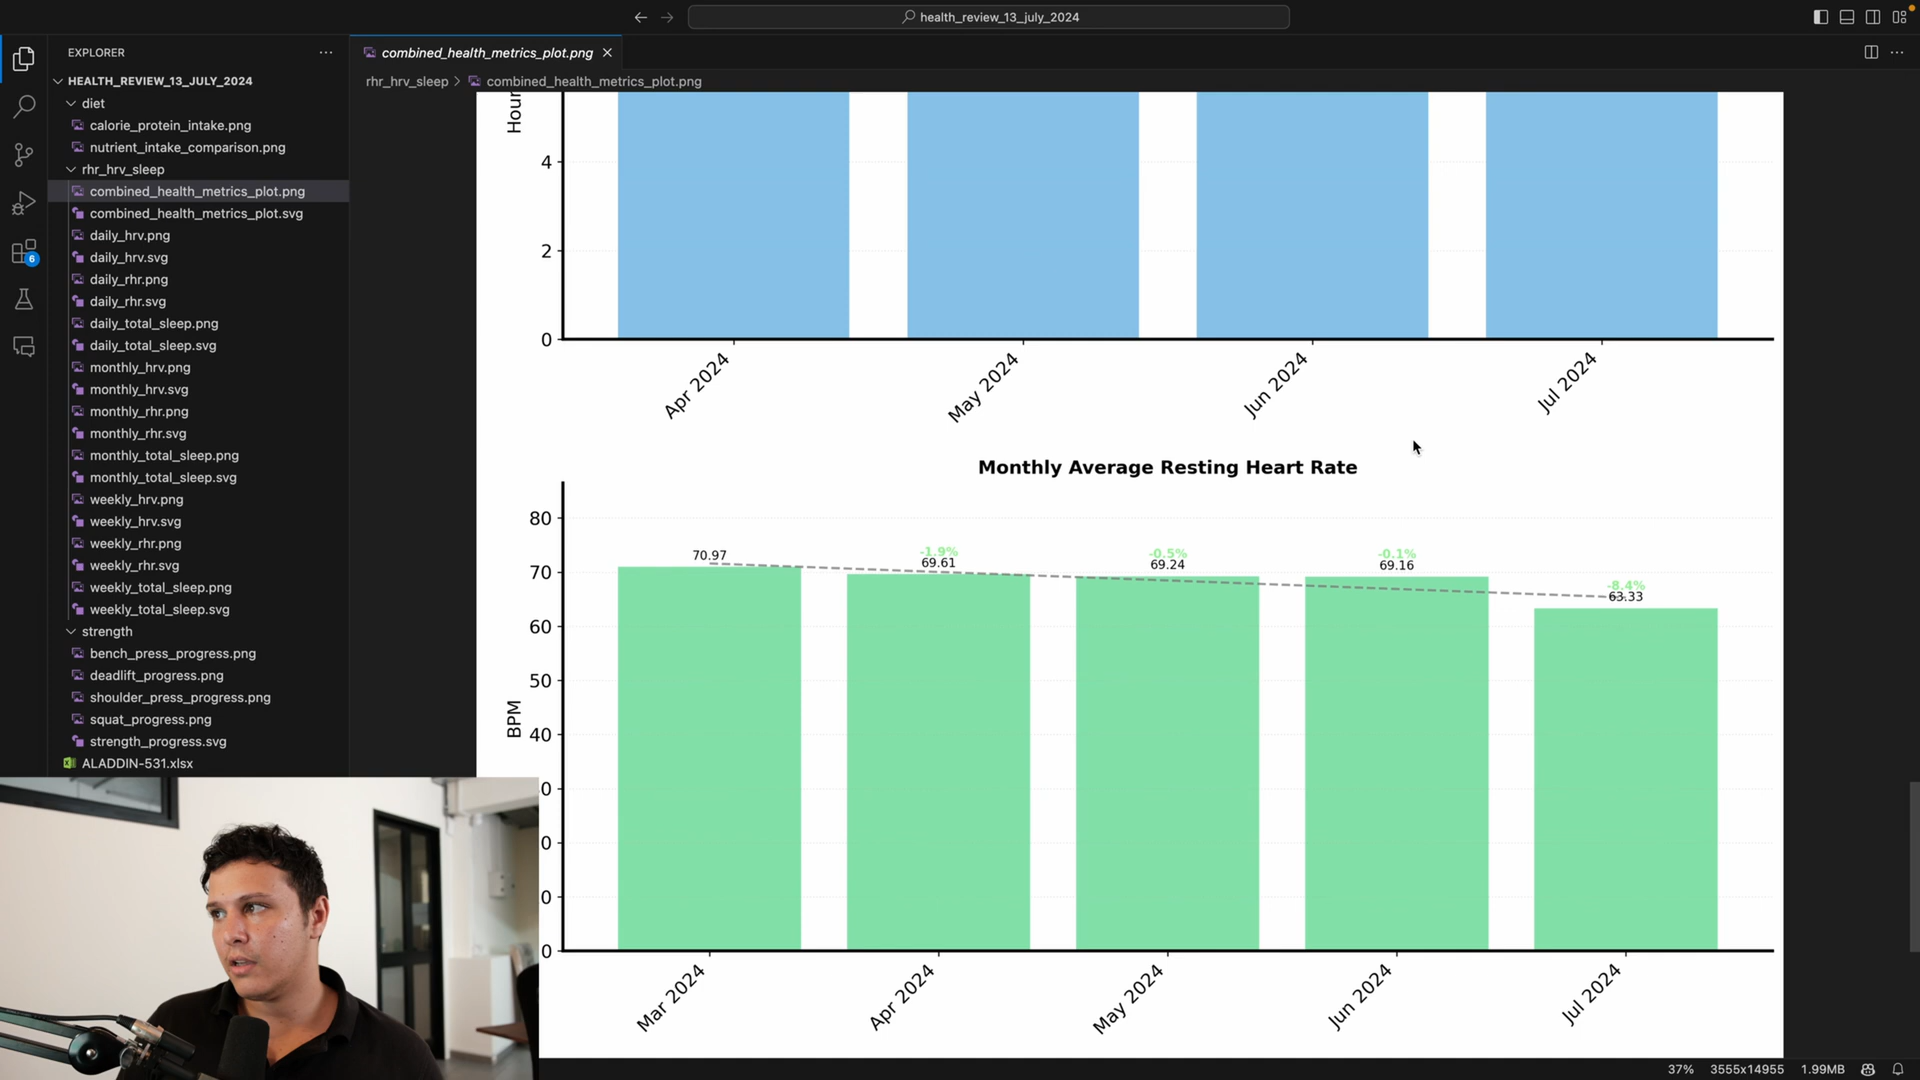 health_review_13_july_2024
EXPLORER
combined_health_metrics_plot.png
HEALTH_REVIEW_13_JULY_2024
rhr_hrv_sleep
combined_health_metrics_plot.png
diet
calorie_protein_intake.png
nutrient_intake_comparison.png
rhr_hrv_sleep
combined_health_metrics_plot.png
combined_health_metrics_plot.svg
daily_hrv.png
daily_hrv.svg
daily_rhr.png
daily_rhr.svg
daily_total_sleep.png
daily_total_sleep.svg
monthly_hrv.png
monthly_hrv.svg
monthly_rhr.png
monthly_rhr.svg
monthly_total_sleep.png
monthly_total_sleep.svg
weekly_hrv.png
weekly_hrv.svg
weekly_rhr.png
weekly_rhr.svg
weekly_total_sleep.png
weekly_total_sleep.svg
strength
bench_press_progress.png
deadlift_progress.png
shoulder_press_progress.png
squat_progress.png
strength_progress.svg
ALADDIN-531.xlsx
6
Hour
4
2
0
Apr 2024
May 2024
Jun 2024
Jul 2024
Monthly Average Resting Heart Rate
80
70
60
50
40
0
0
0
0
BPM
70.97
-1.9%
69.61
-0.5%
69.24
-0.1%
69.16
-8.4%
63.33
Mar 2024
Apr 2024
May 2024
Jun 2024
Jul 2024
37%
3555x14955
1.99MB